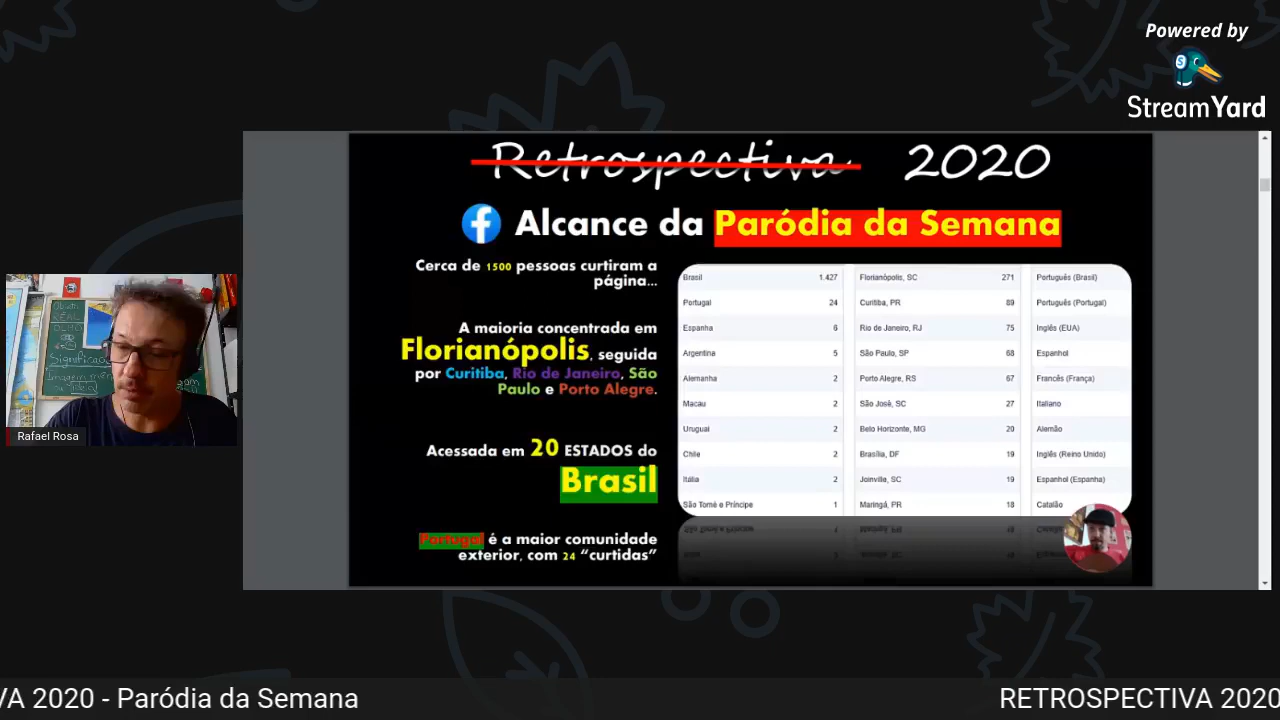 Powered by
StreamYard
Retrospectiva 2020
Alcance da Paródia da Semana
Cerca de 1500 pessoas curtiram a
página...
A maioria concentrada em
Florianópolis, seguida
por Curitiba, Rio de Janeiro, São
Paulo e Porto Alegre.
Acessada em 20 ESTADOS do
Brasil
Portugal é a maior comunidade
exterior, com 24 “curtidas”
Brasil 1.427 Florianópolis, SC 271 Português (Brasil)
Portugal 24 Curitiba, PR 89 Português (Portugal)
Espanha 6 Rio de Janeiro, RJ 75 Inglês (EUA)
Argentina 5 São Paulo, SP 68 Espanhol
Alemanha 2 Porto Alegre, RS 67 Francês (França)
Macau 2 São José, SC 27 Italiano
Uruguai 2 Belo Horizonte, MG 20 Alemão
Chile 2 Brasília, DF 19 Inglês (Reino Unido)
Itália 2 Joinville, SC 19 Espanhol (Espanha)
São Tomé e Príncipe 1 Maringá, PR 18 Catalão
REAL
OLHO
Significado
Rafael Rosa
VA 2020 - Paródia da Semana
RETROSPECTIVA 2020